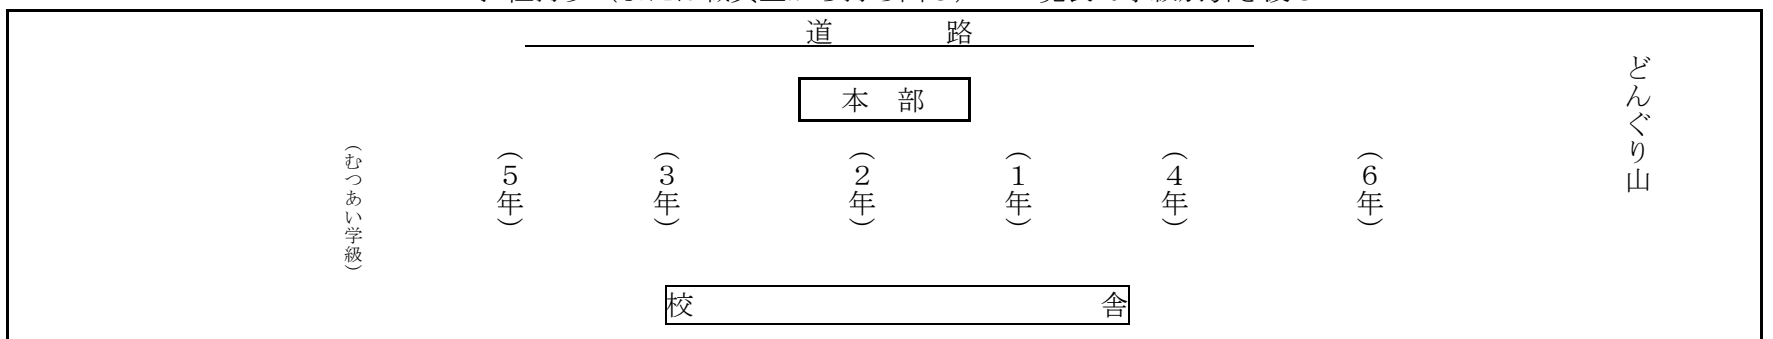 道　　　路
本　部
どんぐり山
（むつあい学級）
（５年）
（３年）
（２年）
（１年）
（４年）
（６年）
校　　　舎